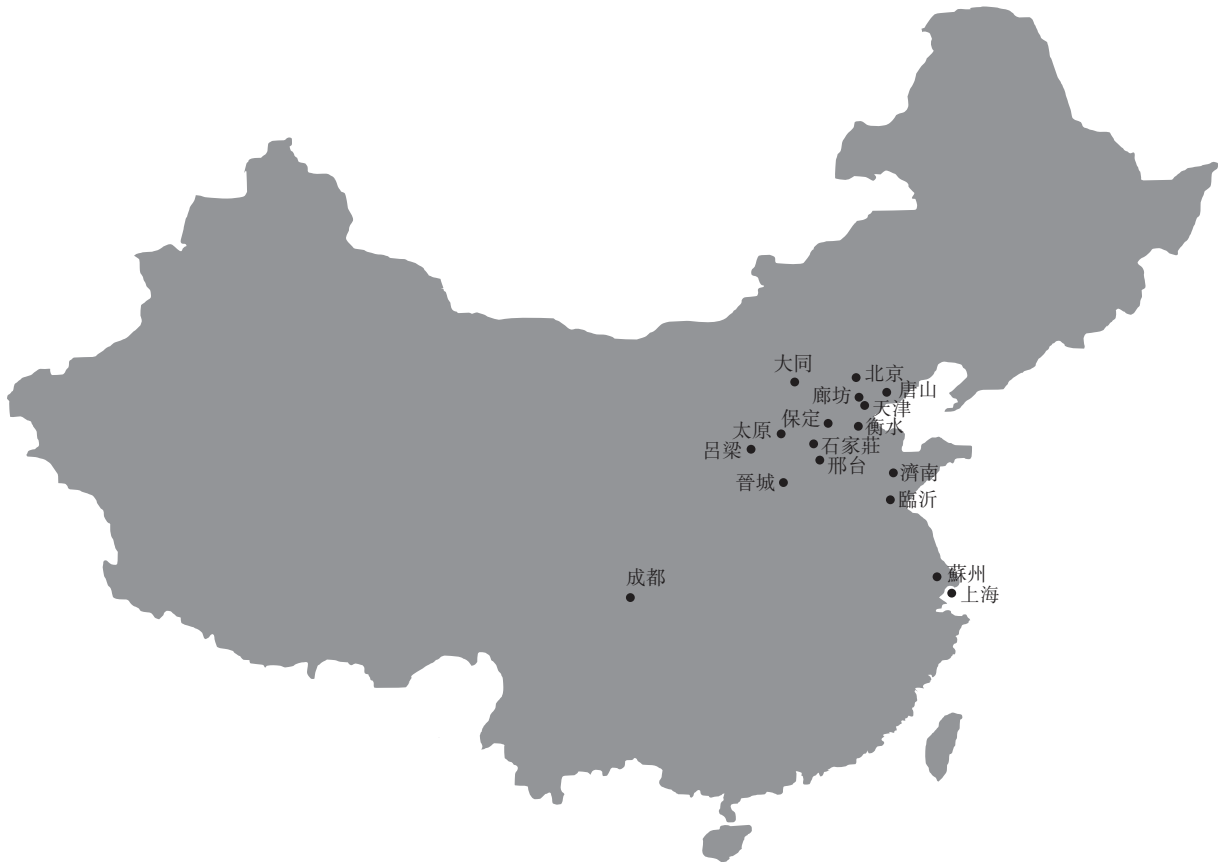 大同
北京
唐山
廊坊
天津
保定
衡水
太原
石家莊
呂梁
邢台
濟南
晉城
臨沂
蘇州
成都
上海